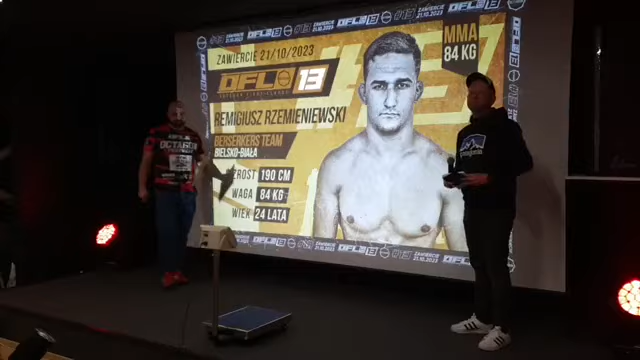 ZAWIERCIE 21/10/2023
DFL 13
MMA
84 KG
REMIGIUSZ RZEMIENIEWSKI
BERSERKERS TEAM
BIELSKO-BIAŁA
ZROST 190 CM
WAGA 84 KG
WIEK 24 LATA
OCTAGON